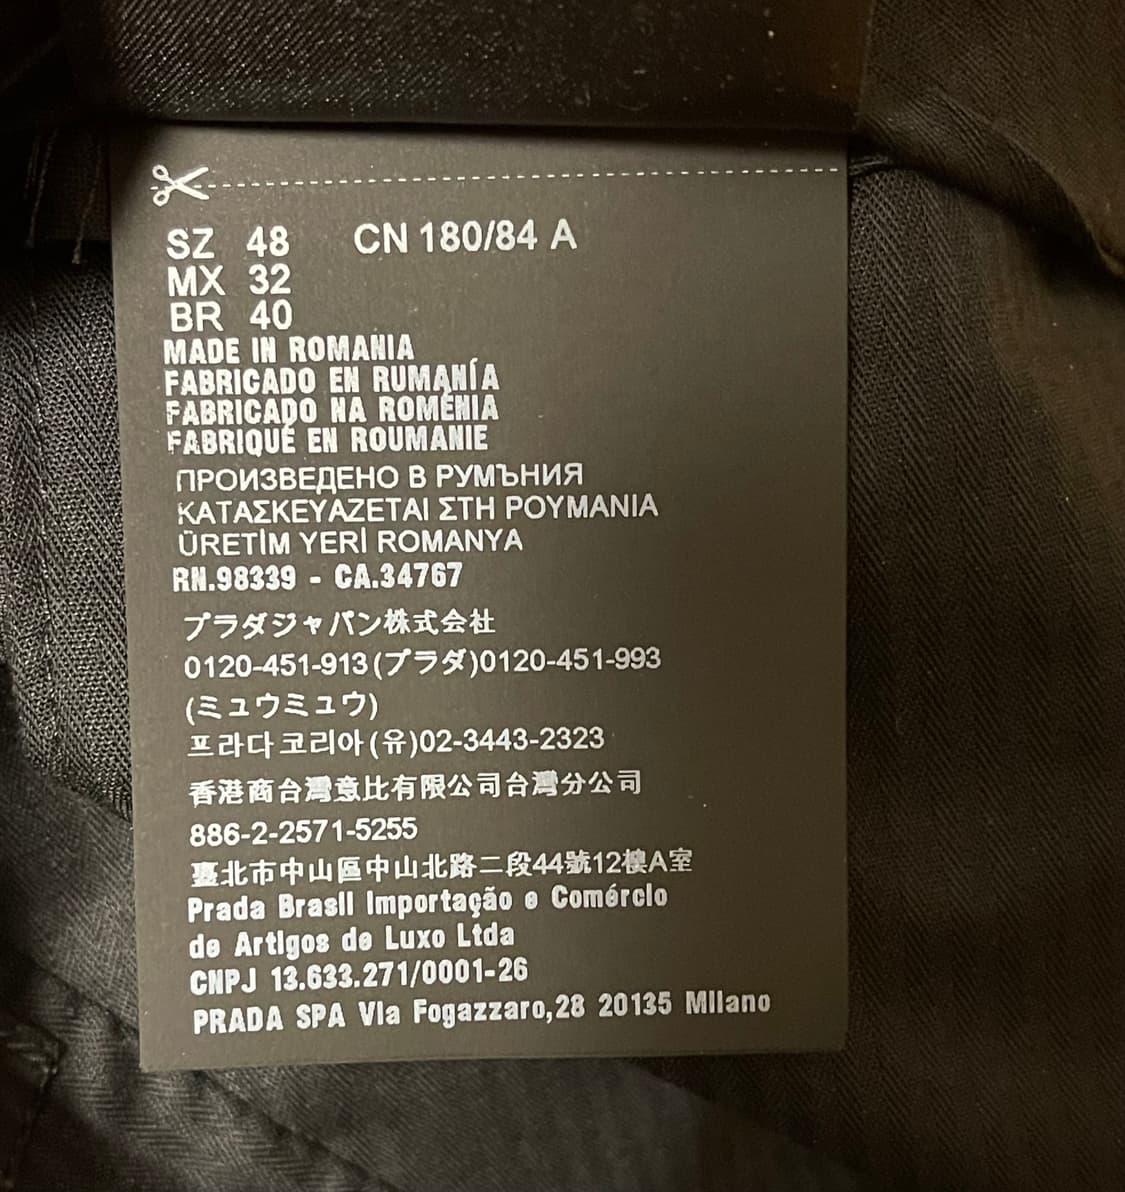 SZ 48 CN 180/84 A
MX 32
BR 40
MADE IN ROMANIA
FABRICADO EN RUMANÍA
FABRICADO NA ROMÉNIA
FABRIQUÉ EN ROUMANIE
ПРОИЗВЕДЕНО В РУМЪНИЯ
ΚΑΤΑΣΚΕΥΑΖΕΤΑΙ ΣΤΗ ΡΟΥΜΑΝΙΑ
ÜRETİM YERİ ROMANYA
RN.98339 - CA.34767
プラダジャパン株式会社
0120-451-913(プラダ)0120-451-993
(ミュウミュウ)
프라다코리아(유)02-3443-2323
香港商台灣意比有限公司台灣分公司
886-2-2571-5255
臺北市中山區中山北路二段44號12樓A室
Prada Brasil Importação e Comércio
de Artigos de Luxo Ltda
CNPJ 13.633.271/0001-26
PRADA SPA Via Fogazzaro,28 20135 Milano